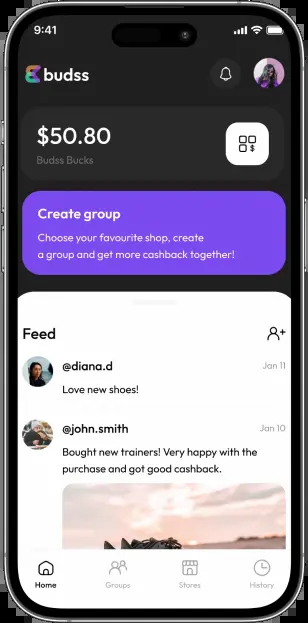 9:41
budss
$50.80
Budss Bucks
$
Create group
Choose your favourite shop, create
a group and get more cashback together!
Feed
@diana.d Jan 11
Love new shoes!
@john.smith Jan 10
Bought new trainers! Very happy with the
purchase and got good cashback.
Home Groups Stores History